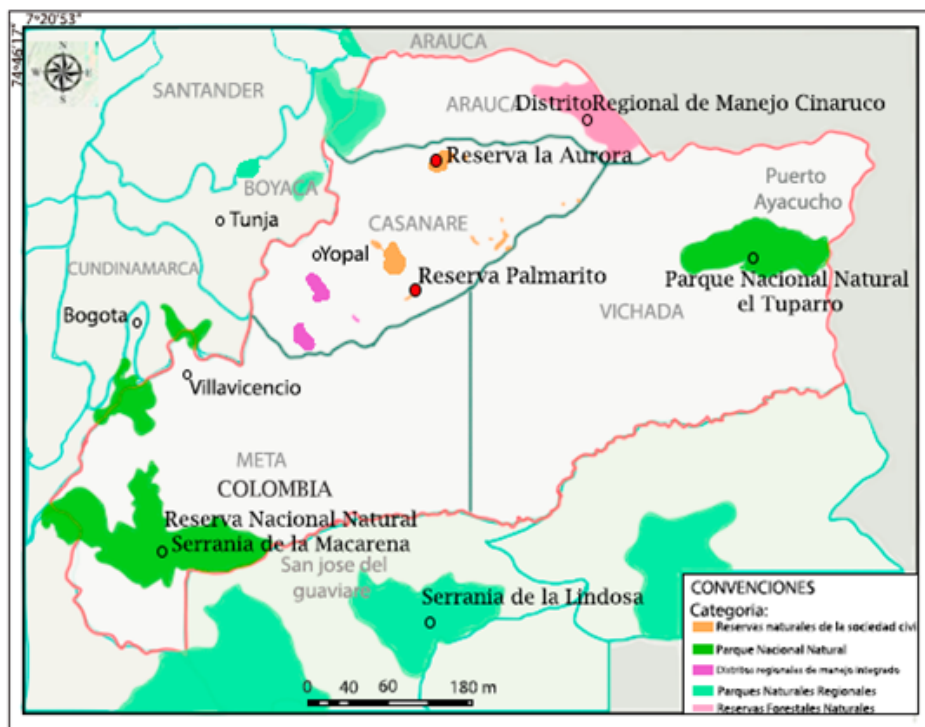 7°20'53"
74°46'17"
N
W E
S
ARAUCA
SANTANDER
ARAUCA
DistritoRegional de Manejo Cinaruco
Reserva la Aurora
BOYACA
Puerto
Ayacucho
Tunja
CASANARE
Yopal
CUNDINAMARCA
Reserva Palmarito
Parque Nacional Natural
el Tuparro
VICHADA
Bogota
Villavicencio
META
COLOMBIA
Reserva Nacional Natural
Serrania de la Macarena
San jose del
guaviare
Serrania de la Lindosa
CONVENCIONES
Categoria:
Reservas naturales de la sociedad civi
Parque Nacional Natural
Distritos regionales de manejo integrado
Parques Naturales Regionales
Reservas Forestales Naturales
0 40 60 180 m